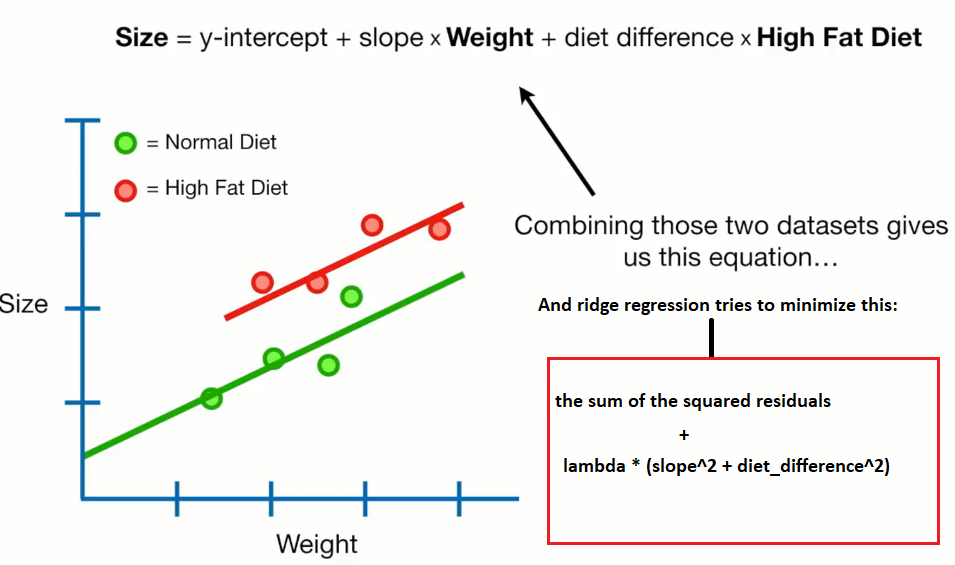 Size = y-intercept + slope x Weight + diet difference x High Fat Diet
= Normal Diet
= High Fat Diet
Combining those two datasets gives
us this equation...
Size
And ridge regression tries to minimize this:
the sum of the squared residuals
+
lambda * (slope^2 + diet_difference^2)
Weight